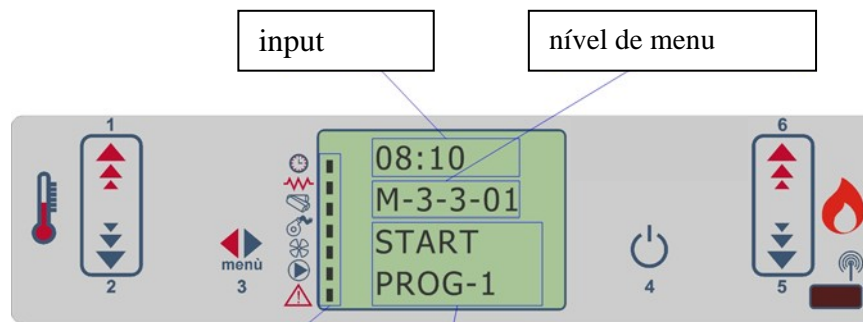 input
nível de menu
1
6
08:10
M-3-3-01
START
PROG-1
menù
2
3
4
5